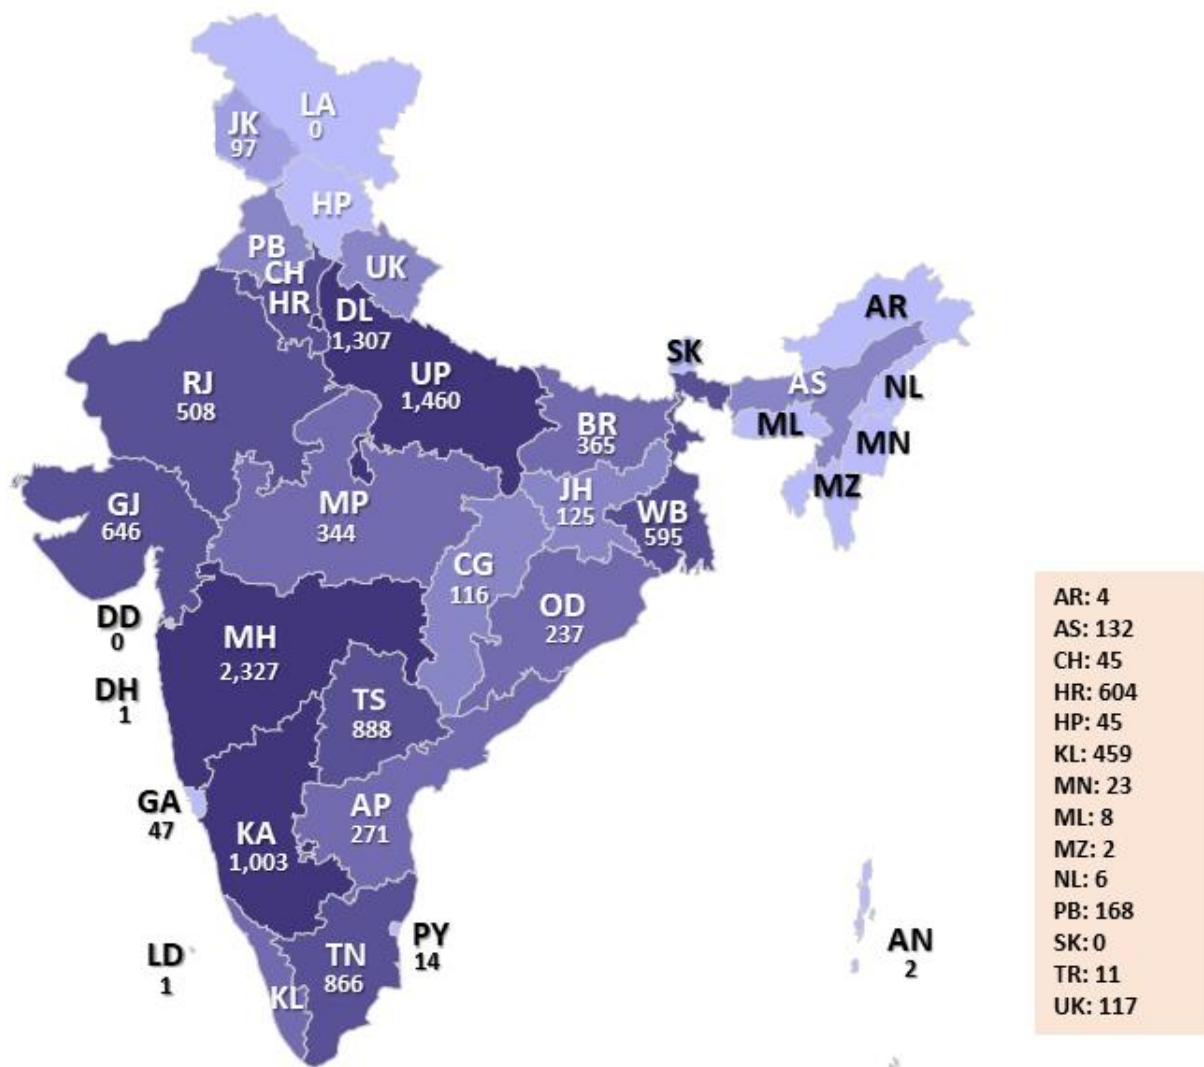 LA
0
JK
97
HP
PB
CH
HR
UK
DL
1,307
UP
1,460
RJ
508
SK
AR
AS
NL
ML
MN
MZ
BR
365
JH
125
WB
595
GJ
646
MP
344
CG
116
OD
237
DD
0
DH
1
MH
2,327
TS
888
GA
47
KA
1,003
AP
271
LD
1
KL
TN
866
PY
14
AN
2
AR: 4
AS: 132
CH: 45
HR: 604
HP: 45
KL: 459
MN: 23
ML: 8
MZ: 2
NL: 6
PB: 168
SK: 0
TR: 11
UK: 117